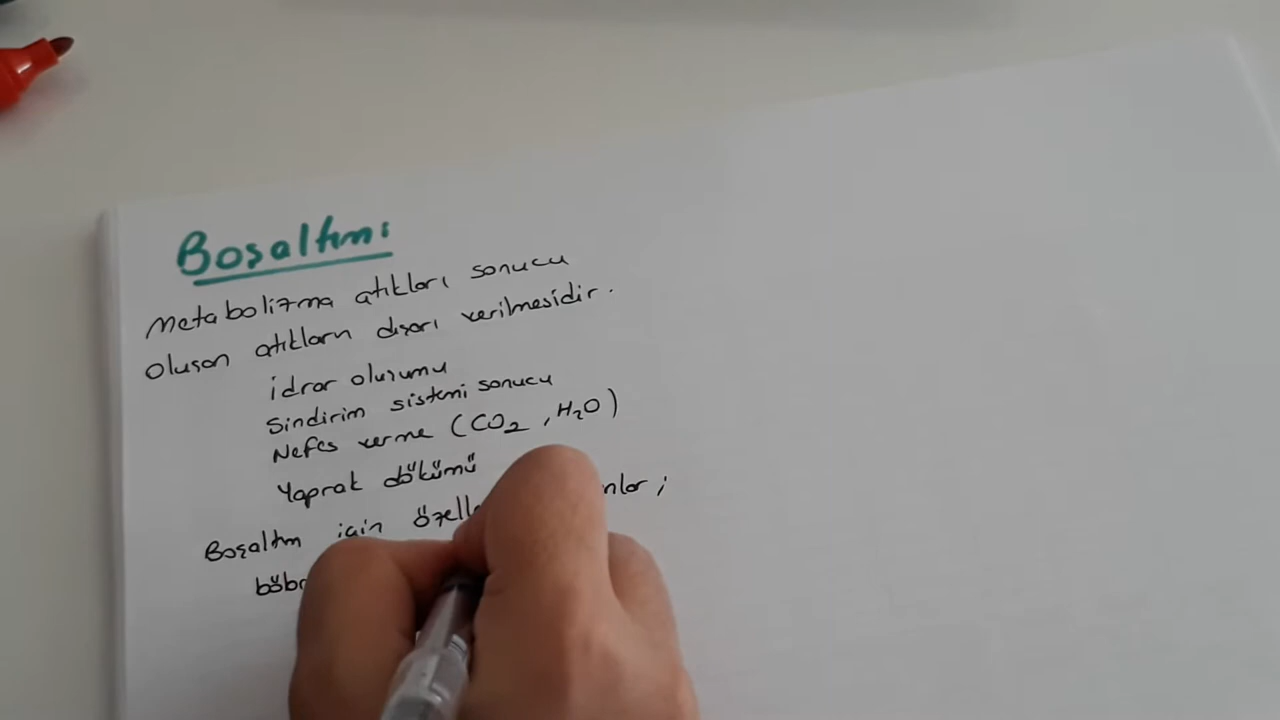 Boşaltım:
Metabolizma atıkları sonucu
oluşan atıkların dışarı verilmesidir.
idrar oluşumu
Sindirim sistemi sonucu
Nefes verme (CO₂, H₂O)
Yaprak dökümü
Boşaltım için